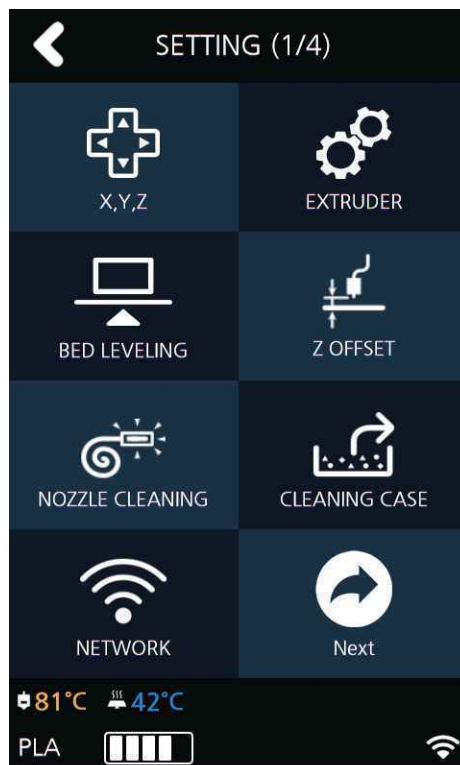 SETTING (1/4)
X,Y,Z
EXTRUDER
BED LEVELING
Z OFFSET
NOZZLE CLEANING
CLEANING CASE
NETWORK
Next
81°C 42°C
PLA